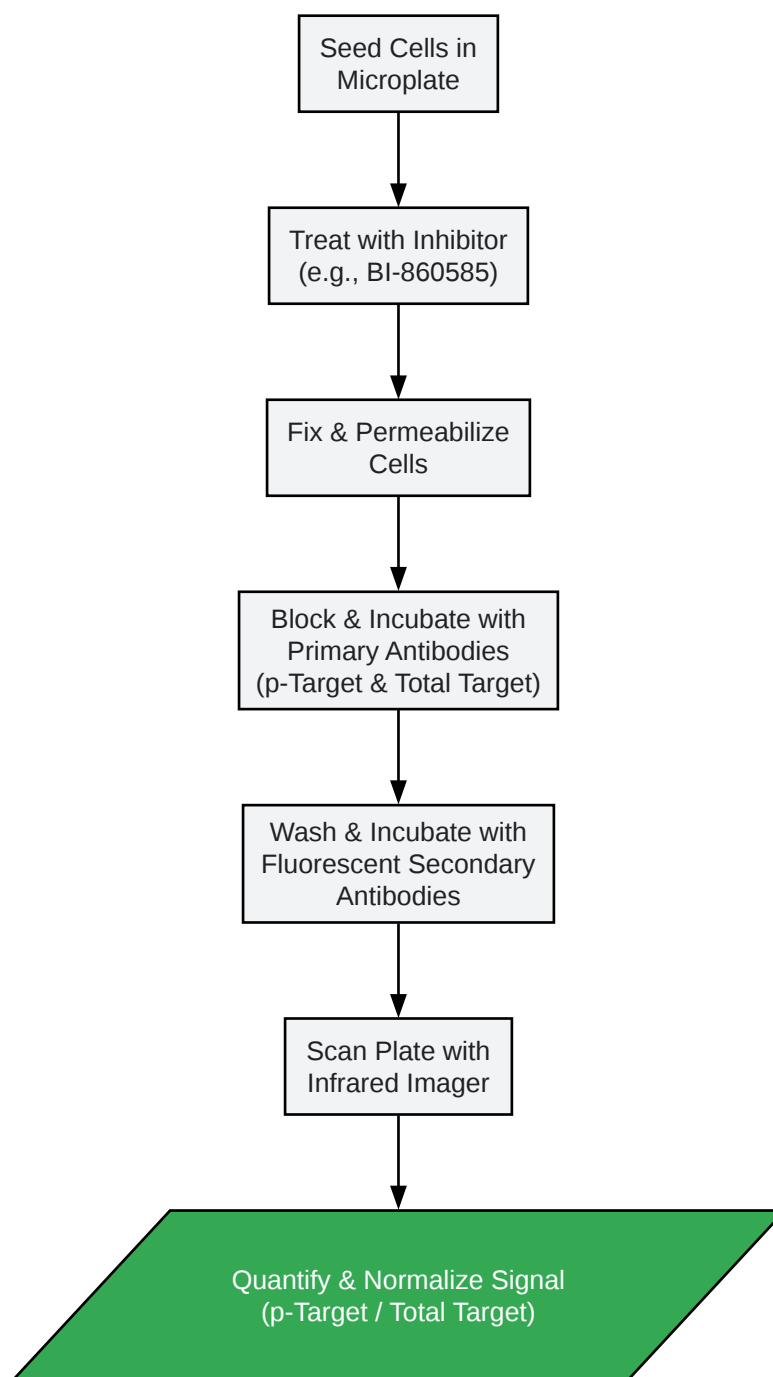 Seed Cells in
Microplate
Treat with Inhibitor
(e.g., BI-860585)
Fix & Permeabilize
Cells
Block & Incubate with
Primary Antibodies
(p-Target & Total Target)
Wash & Incubate with
Fluorescent Secondary
Antibodies
Scan Plate with
Infrared Imager
Quantify & Normalize Signal
(p-Target / Total Target)